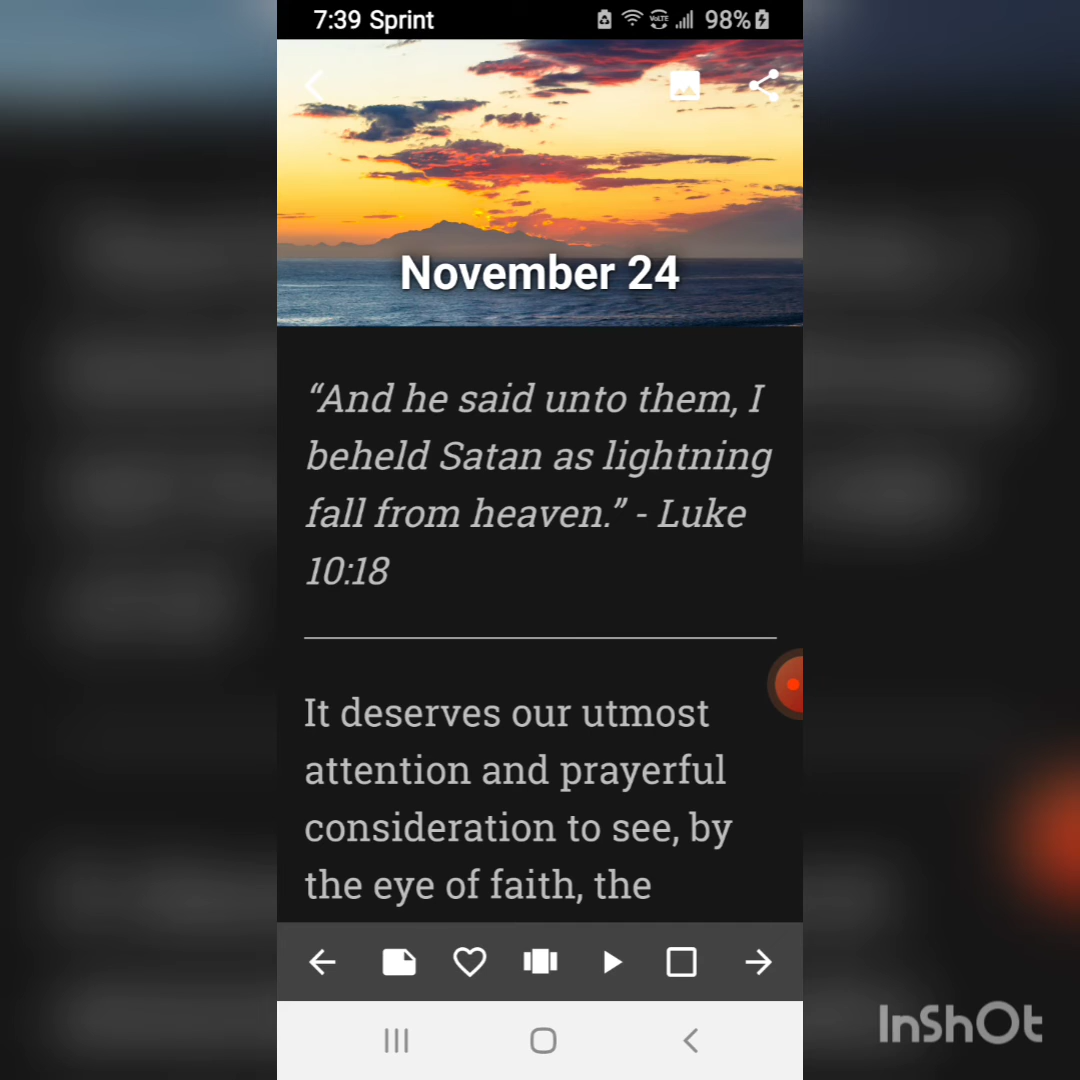 7:39 Sprint VoLTE 98%
November 24
“And he said unto them, I
beheld Satan as lightning
fall from heaven.” - Luke
10:18
It deserves our utmost
attention and prayerful
consideration to see, by
the eye of faith, the
InShOt